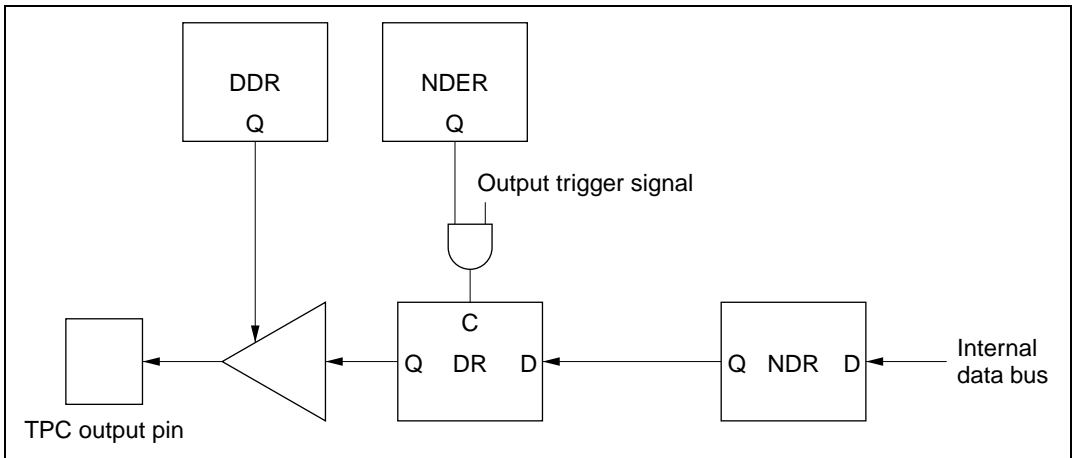 DDR
Q
NDER
Q
Output trigger signal
C
Q DR D
Q NDR D
Internal
data bus
TPC output pin